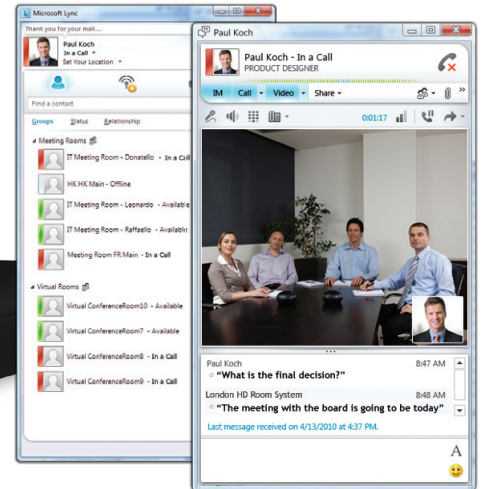 Microsoft Lync
Thank you for your mail....
Paul Koch
In a Call
Set Your Location
Find a contact
Groups Status Relationship
Meeting Rooms
IT Meeting Room - Donatello - In a Call
HK HK Main - Offline
IT Meeting Room - Leonardo - Available
IT Meeting Room - Raffaello - Available
Meeting Room FR Main - In a Call
Virtual Rooms
Virtual ConferenceRoom10 - Available
Virtual ConferenceRoom7 - Available
Virtual ConferenceRoom8 - In a Call
Virtual ConferenceRoom9 - In a Call
Paul Koch
Paul Koch - In a Call
PRODUCT DESIGNER
IM Call Video Share
0:01:17
Paul Koch 8:47 AM
"What is the final decision?"
London HD Room System 8:48 AM
"The meeting with the board is going to be today"
Last message received on 4/13/2010 at 4:37 PM.
A